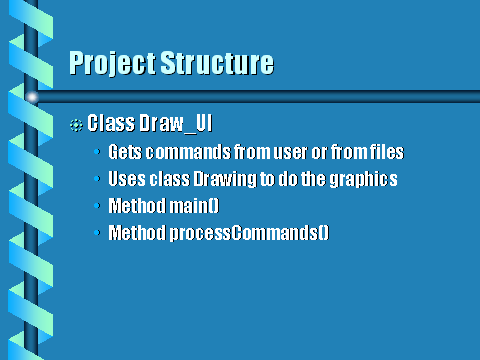 Project Structure
Class Draw_UI
Gets commands from user or from files
Uses class Drawing to do the graphics
Method main()
Method processCommands()